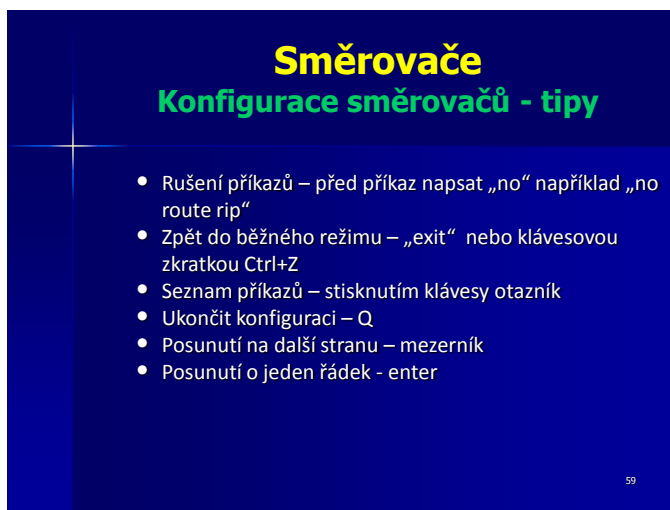 Směrovače
Konfigurace směrovačů - tipy
• Rušení příkazů – před příkaz napsat „no“ například „no
route rip“
• Zpět do běžného režimu – „exit“ nebo klávesovou
zkratkou Ctrl+Z
• Seznam příkazů – stisknutím klávesy otazník
• Ukončit konfiguraci – Q
• Posunutí na další stranu – mezerník
• Posunutí o jeden řádek - enter
59